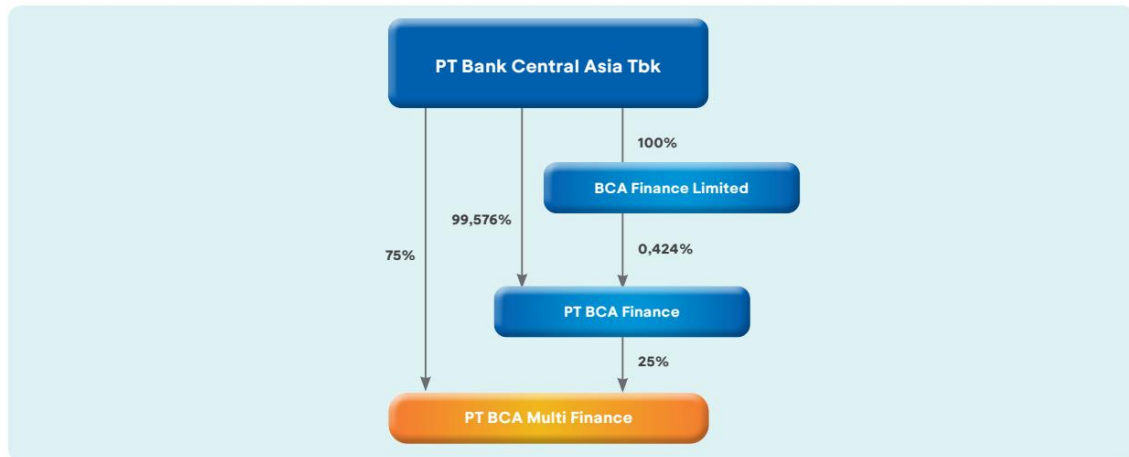 PT Bank Central Asia Tbk
100%
BCA Finance Limited
99,576%
0,424%
75%
PT BCA Finance
25%
PT BCA Multi Finance